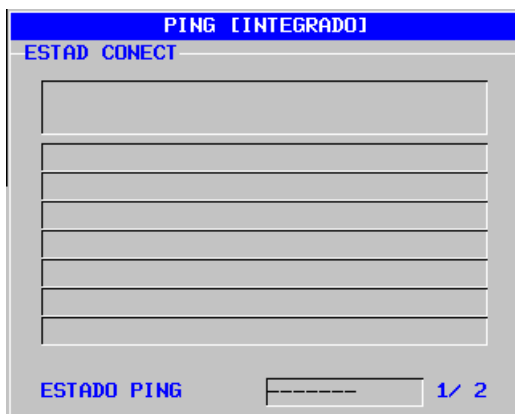 PING [INTEGRADO]
ESTAD CONECT
ESTADO PING -------- 1/ 2